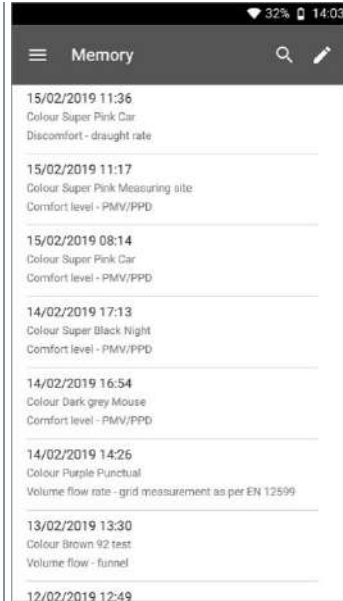 32% 14:03
Memory
15/02/2019 11:36
Colour Super Pink Car
Discomfort - draught rate
15/02/2019 11:17
Colour Super Pink Measuring site
Comfort level - PMV/PPD
15/02/2019 08:14
Colour Super Pink Car
Comfort level - PMV/PPD
14/02/2019 17:13
Colour Super Black Night
Comfort level - PMV/PPD
14/02/2019 16:54
Colour Dark grey Mouse
Comfort level - PMV/PPD
14/02/2019 14:26
Colour Purple Punctual
Volume flow rate - grid measurement as per EN 12599
13/02/2019 13:30
Colour Brown 92 test
Volume flow - funnel
12/02/2019 12:49